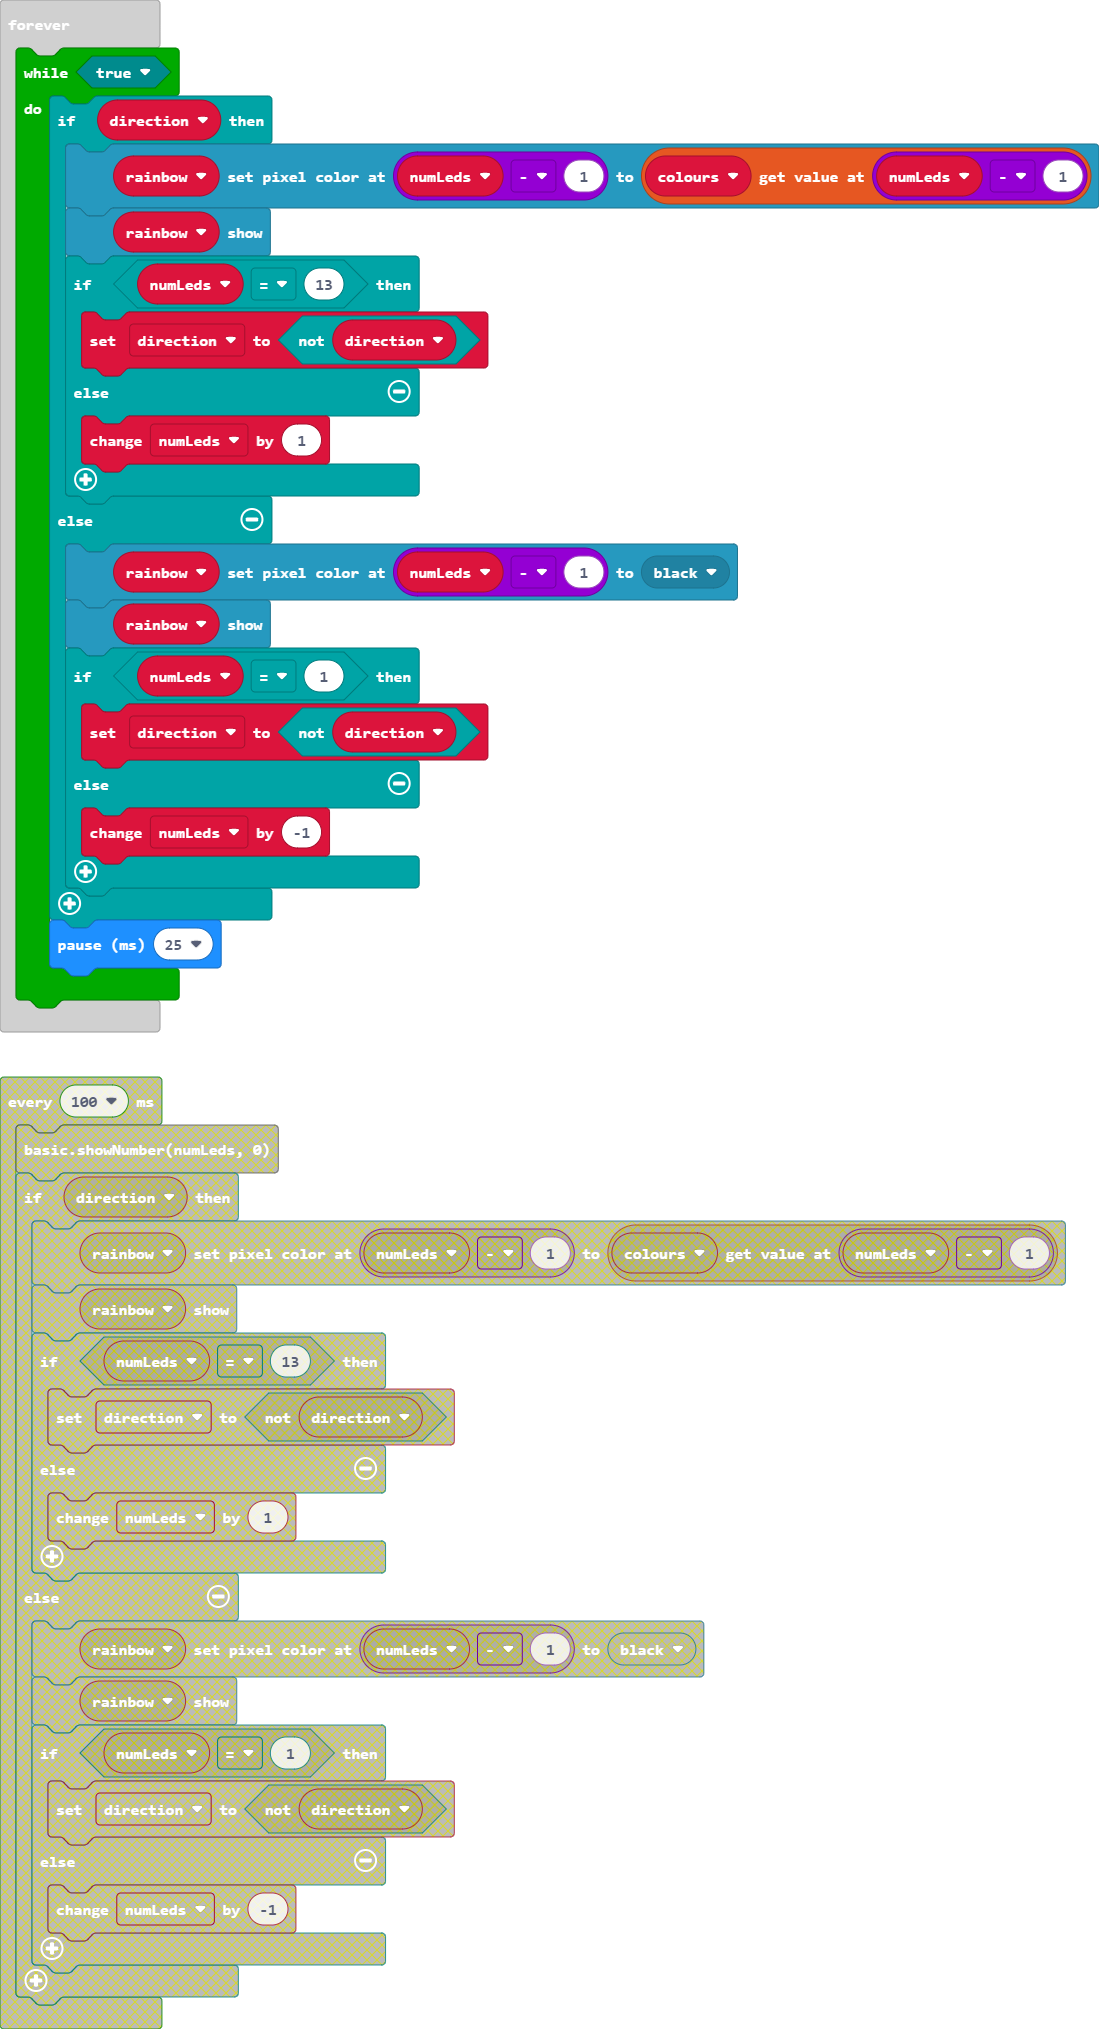 forever
while true
do if direction then
rainbow set pixel color at numLeds - 1 to colours get value at numLeds - 1
rainbow show
if numLeds = 13 then
set direction to not direction
else
change numLeds by 1
else
rainbow set pixel color at numLeds - 1 to black
rainbow show
if numLeds = 1 then
set direction to not direction
else
change numLeds by -1
pause (ms) 25
every 100 ms
basic.showNumber(numLeds, 0)
if direction then
rainbow set pixel color at numLeds - 1 to colours get value at numLeds - 1
rainbow show
if numLeds = 13 then
set direction to not direction
else
change numLeds by 1
else
rainbow set pixel color at numLeds - 1 to black
rainbow show
if numLeds = 1 then
set direction to not direction
else
change numLeds by -1